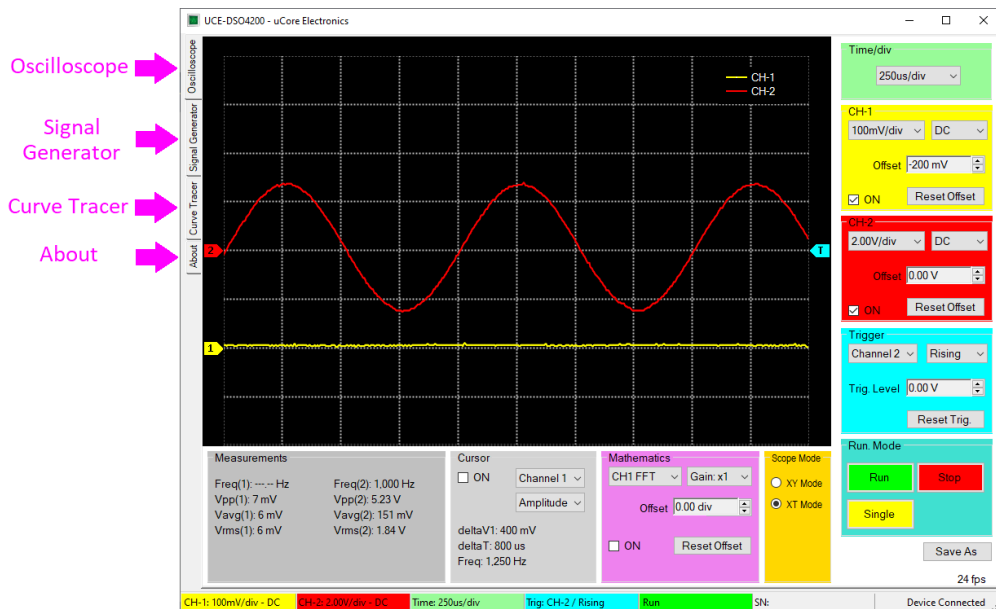 UCE-DSO4200 - uCore Electronics
Oscilloscope
Signal
Generator
Curve Tracer
About
Oscilloscope
Signal Generator
Curve Tracer
About
CH-1
CH-2
2
T
1
Time/div
250us/div
CH-1
100mV/div
DC
Offset
-200 mV
ON
Reset Offset
CH-2
2.00V/div
DC
Offset
0.00 V
ON
Reset Offset
Trigger
Channel 2
Rising
Trig. Level
0.00 V
Reset Trig.
Run. Mode
Run
Stop
Single
Save As
24 fps
Measurements
Freq(1): ---.-- Hz
Vpp(1): 7 mV
Vavg(1): 6 mV
Vrms(1): 6 mV
Freq(2): 1,000 Hz
Vpp(2): 5.23 V
Vavg(2): 151 mV
Vrms(2): 1.84 V
Cursor
ON
Channel 1
Amplitude
deltaV1: 400 mV
deltaT: 800 us
Freq: 1,250 Hz
Mathematics
CH1 FFT
Gain: x1
Offset
0.00 div
ON
Reset Offset
Scope Mode
XY Mode
XT Mode
CH-1: 100mV/div - DC
CH-2: 2.00V/div - DC
Time: 250us/div
Trig: CH-2 / Rising
Run
SN:
Device Connected